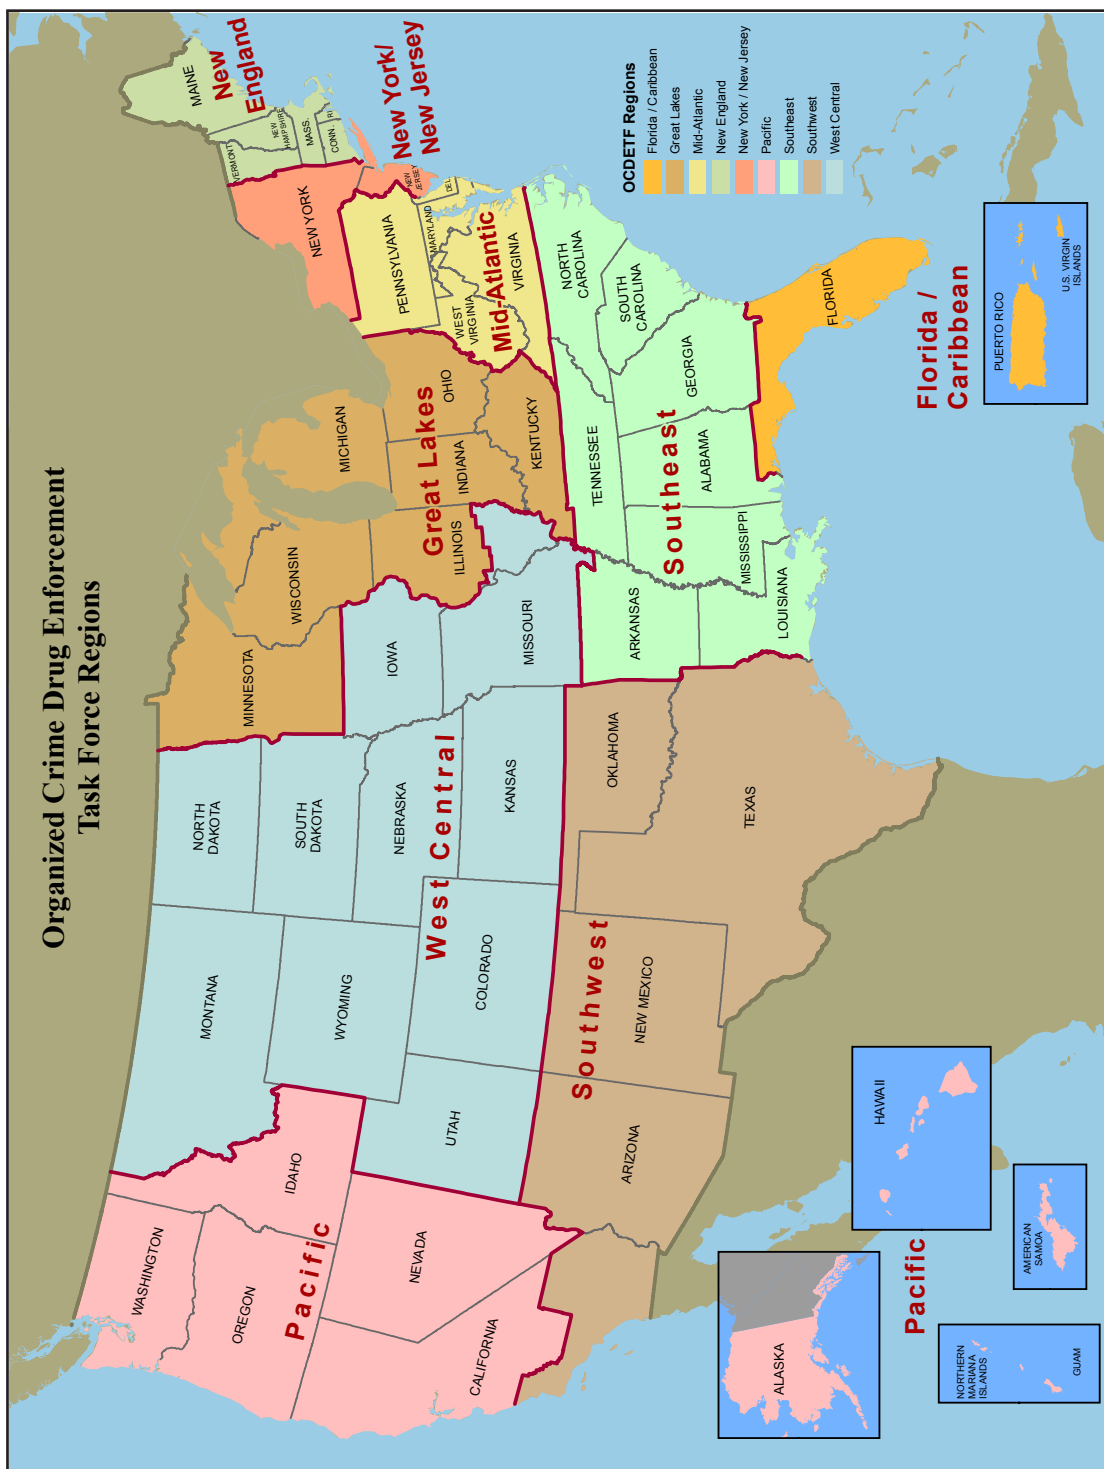 Organized Crime Drug Enforcement
Task Force Regions
MAINE
New
England
VERMONT
NEW
HAMPSHIRE
MASS.
CONN.
RI
New York/
New Jersey
NEW YORK
NEW
JERSEY
PENNSYLVANIA
MARYLAND
DEL.
WEST
VIRGINIA
VIRGINIA
Mid-Atlantic
MICHIGAN
OHIO
INDIANA
ILLINOIS
KENTUCKY
WISCONSIN
MINNESOTA
Great Lakes
NORTH
DAKOTA
SOUTH
DAKOTA
NEBRASKA
KANSAS
IOWA
MISSOURI
MONTANA
WYOMING
COLORADO
UTAH
West Central
WASHINGTON
OREGON
IDAHO
NEVADA
CALIFORNIA
Pacific
ARIZONA
NEW MEXICO
OKLAHOMA
TEXAS
Southwest
ARKANSAS
LOUISIANA
MISSISSIPPI
ALABAMA
TENNESSEE
GEORGIA
NORTH
CAROLINA
SOUTH
CAROLINA
Southeast
FLORIDA
Florida /
Caribbean
PUERTO RICO
U.S. VIRGIN
ISLANDS
OCDETF Regions
Florida / Caribbean
Great Lakes
Mid-Atlantic
New England
New York / New Jersey
Pacific
Southeast
Southwest
West Central
ALASKA
HAWAII
Pacific
NORTHERN
MARIANA
ISLANDS
GUAM
AMERICAN
SAMOA